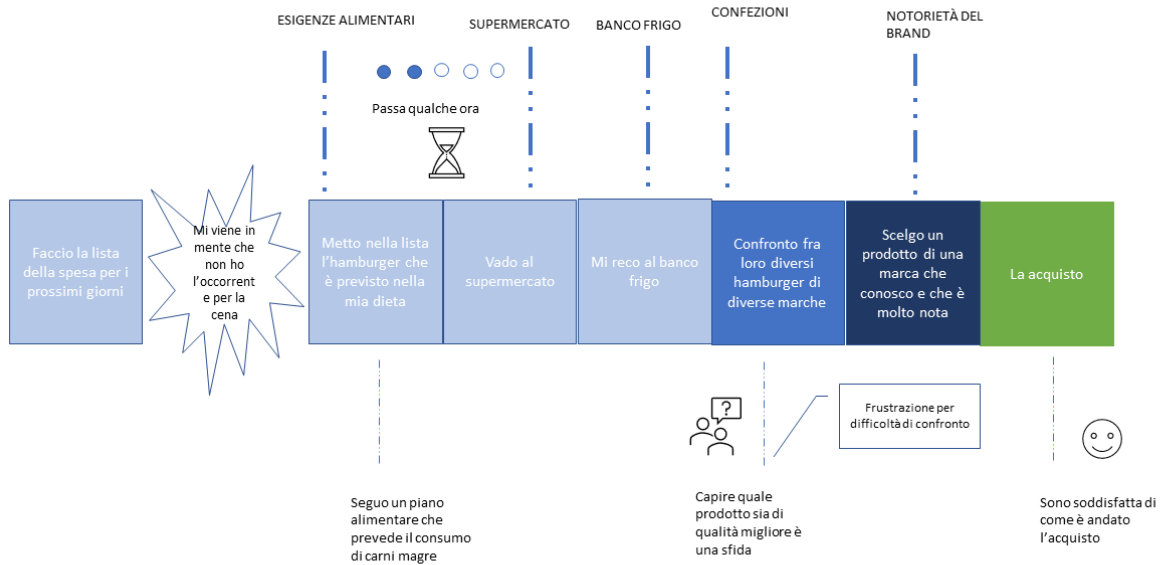 ESIGENZE ALIMENTARI
SUPERMERCATO
BANCO FRIGO
CONFEZIONI
NOTORIETÀ DEL
BRAND
Passa qualche ora
Faccio la lista
della spesa per i
prossimi giorni
Mi viene in
mente che
non ho
l'occorrent
e per la
cena
Metto nella lista
l'hamburger che
è previsto nella
mia dieta
Vado al
supermercato
Mi reco al banco
frigo
Confronto fra
loro diversi
hamburger di
diverse marche
Scelgo un
prodotto di una
marca che
conosco e che è
molto nota
La acquisto
?
Frustrazione per
difficoltà di confronto
Seguo un piano
alimentare che
prevede il consumo
di carni magre
Capire quale
prodotto sia di
qualità migliore è
una sfida
Sono soddisfatta di
come è andato
l'acquisto